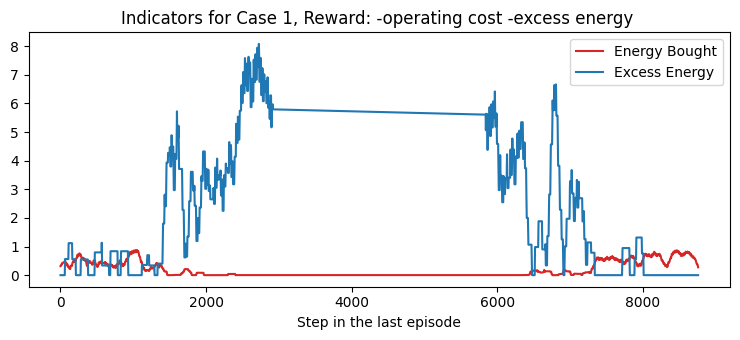 Indicators for Case 1, Reward: -operating cost -excess energy
Energy Bought
Excess Energy
8
7
6
5
4
3
2
1
0
0 2000 4000 6000 8000
Step in the last episode